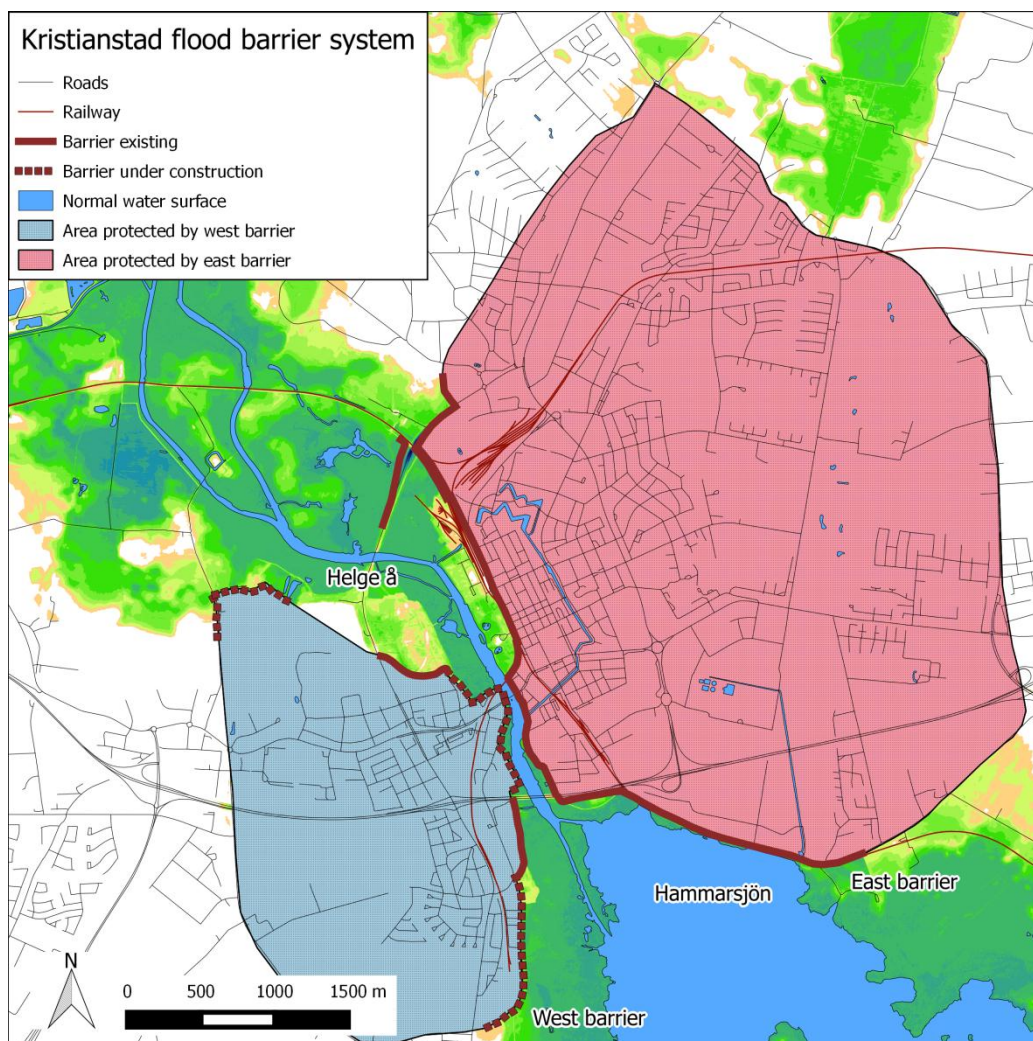 Kristianstad flood barrier system
Roads
Railway
Barrier existing
Barrier under construction
Normal water surface
Area protected by west barrier
Area protected by east barrier
Helge å
Hammarsjön
East barrier
West barrier
N
0 500 1000 1500 m